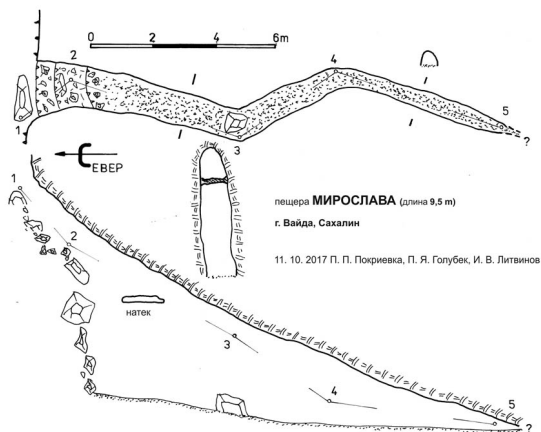 0 2 4 6m
2
4
1
3
5
?
СЕВЕР
1
2
пещера МИРОСЛАВА (длина 9,5 m)
г. Вайда, Сахалин
11. 10. 2017 П. П. Покриевка, П. Я. Голубек, И. В. Литвинов
натек
3
4
5
?